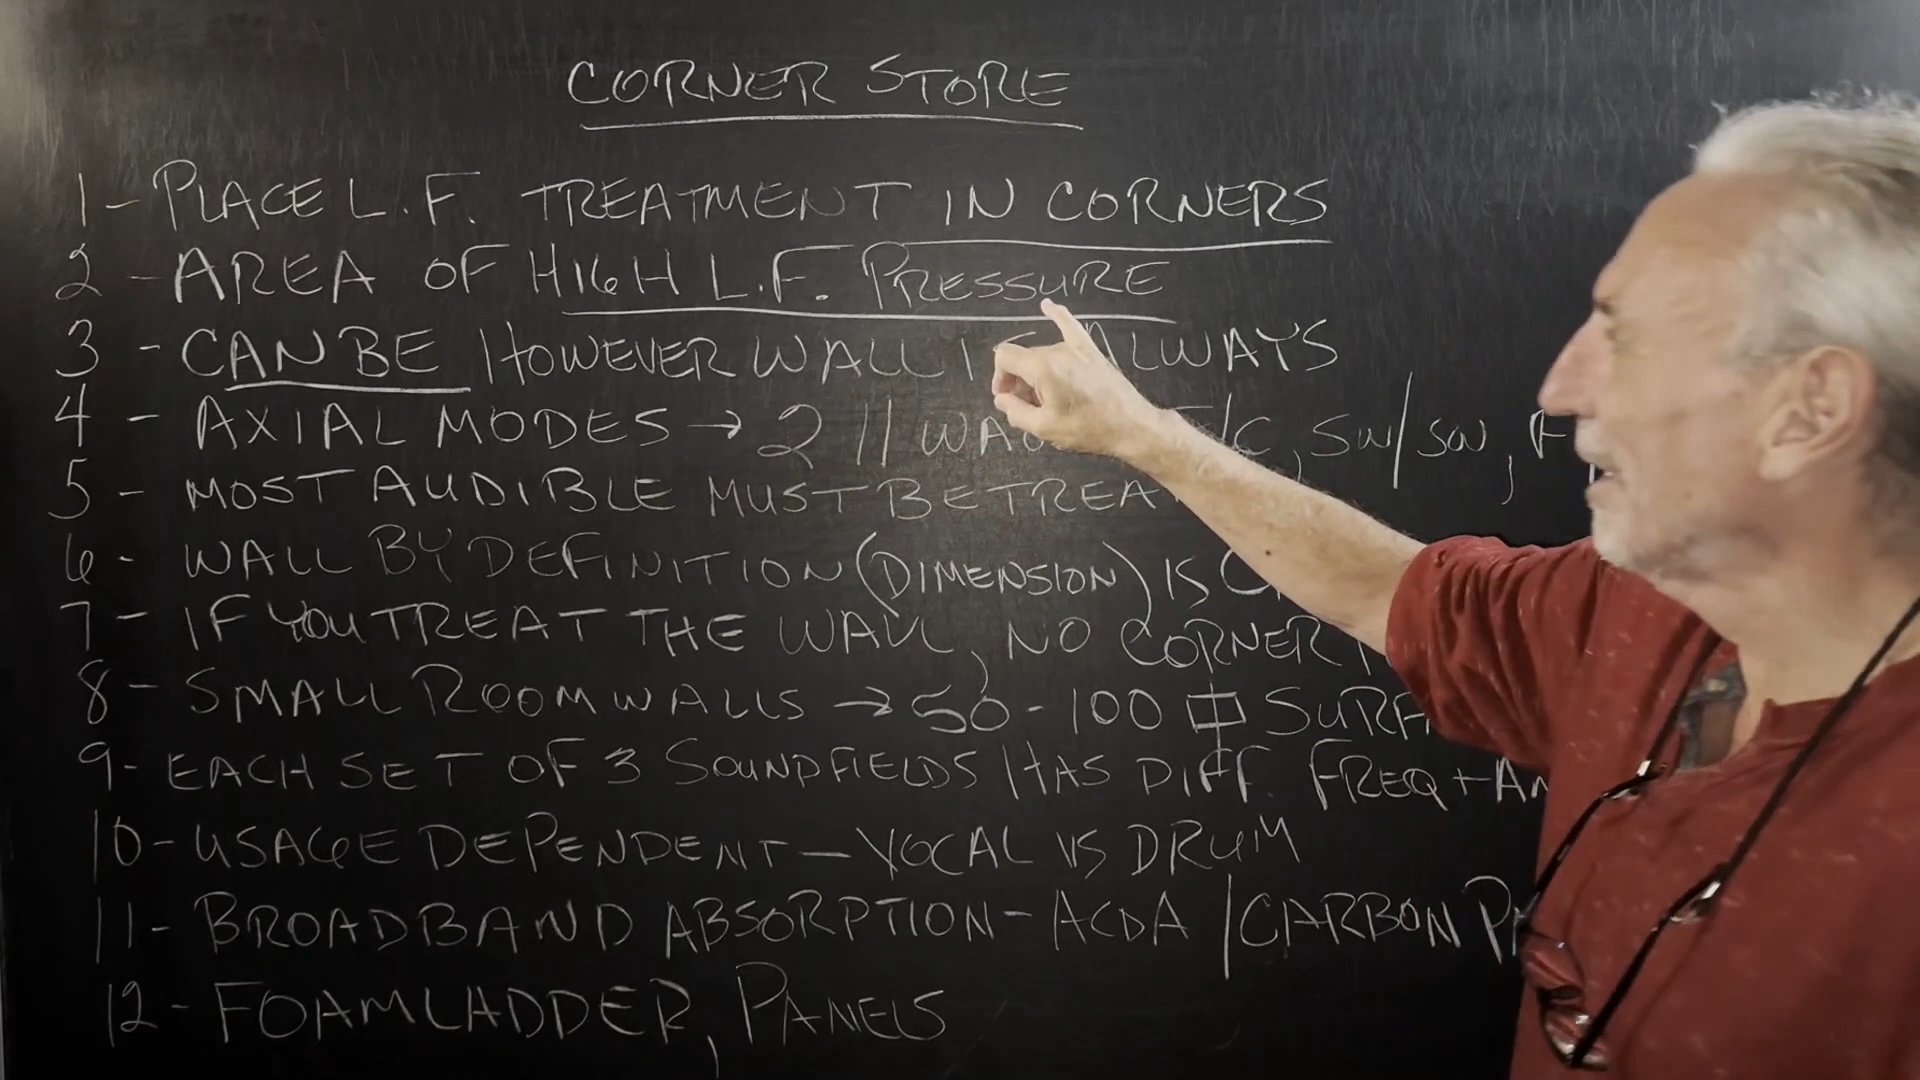 CORNER STORE
1 - PLACE L.F. TREATMENT IN CORNERS
2 - AREA OF HIGH L.F. PRESSURE
3 - CAN BE HOWEVER WALL IS ALWAYS
4 - AXIAL MODES → 2 // /C, SW/SW, F
5 - MOST AUDIBLE MUST BE TREA
6 - WALL BY DEFINITION (DIMENSION) IS
7 - IF YOU TREAT THE WALL, NO CORNER
8 - SMALL ROOM WALLS → 50 - 100 SURF
9 - EACH SET OF 3 SOUNDFIELDS HAS DIFF. FREQ + A
10 - USAGE DEPENDENT - VOCAL VS DRUM
11 - BROADBAND ABSORPTION - ACDA / CARBON
12 - FOAM LADDER, PANELS